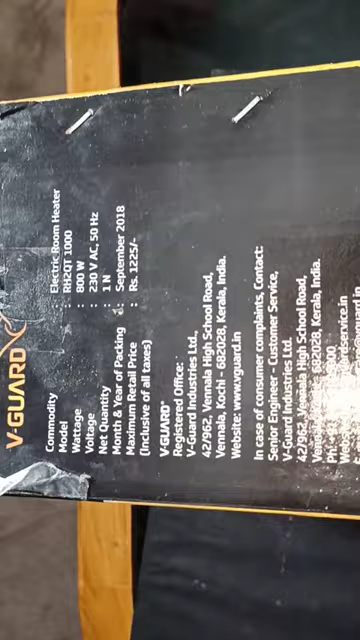 V-GUARD
Commodity : Electric Room Heater
Model : RH2QT 1000
Wattage : 800 W
Voltage : 230 V AC, 50 Hz
Net Quantity : 1 N
Month & Year of Packing : September 2018
Maximum Retail Price : Rs. 1225/-
(Inclusive of all taxes)
V-GUARD®
Registered Office:
V-Guard Industries Ltd.,
42/962, Vennala High School Road,
Vennala, Kochi - 682028, Kerala, India.
Website: www.vguard.in
In case of consumer complaints, Contact:
Senior Engineer - Customer Service,
V-Guard Industries Ltd.
42/962, Vennala High School Road,
682028, Kerala, India.